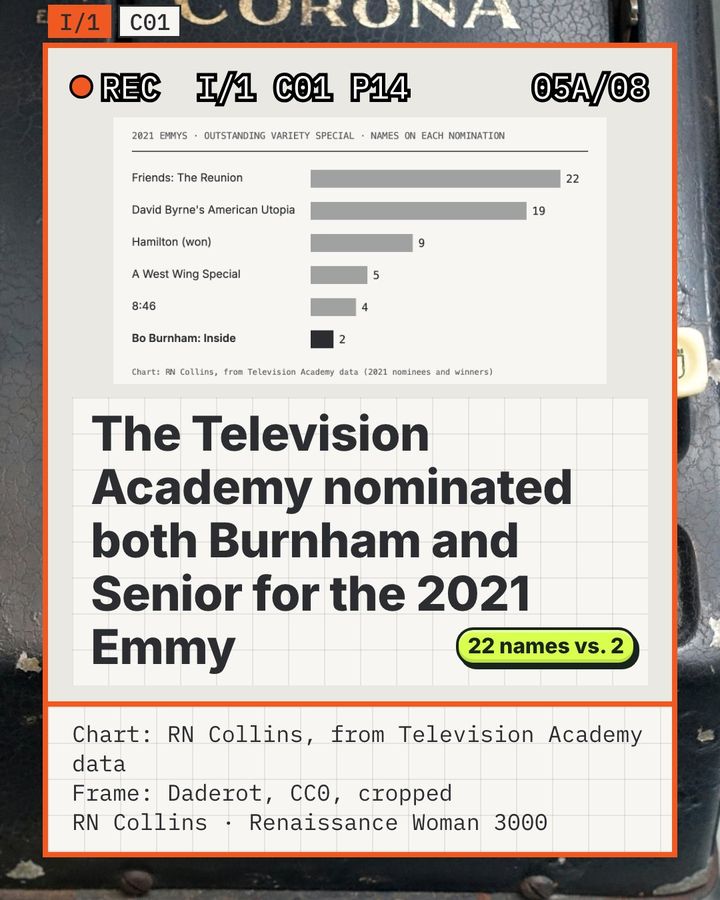 CORONA
I/1 C01
REC I/1 C01 P14 05A/08
2021 EMMYS · OUTSTANDING VARIETY SPECIAL · NAMES ON EACH NOMINATION
Friends: The Reunion 22
David Byrne's American Utopia 19
Hamilton (won) 9
A West Wing Special 5
8:46 4
Bo Burnham: Inside 2
Chart: RN Collins, from Television Academy data (2021 nominees and winners)
The Television
Academy nominated
both Burnham and
Senior for the 2021
Emmy
22 names vs. 2
Chart: RN Collins, from Television Academy
data
Frame: Daderot, CC0, cropped
RN Collins · Renaissance Woman 3000